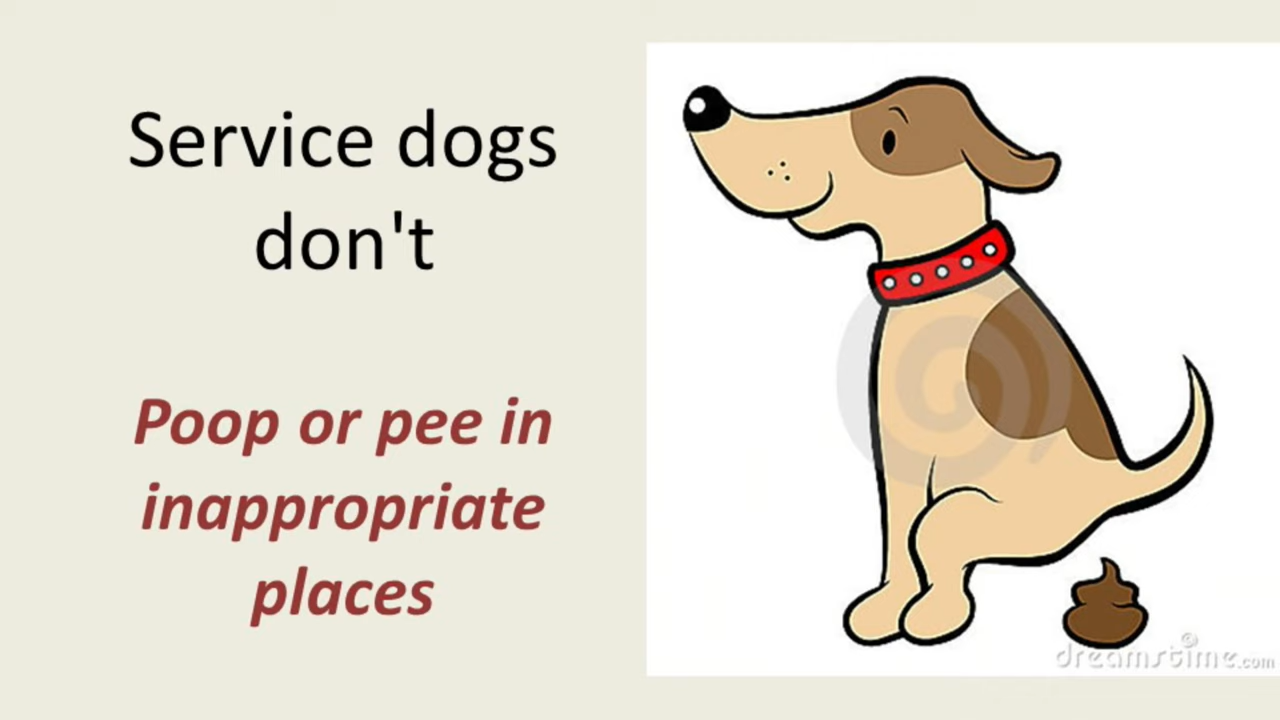 Service dogs
don't
Poop or pee in
inappropriate
places
dreamstime.com